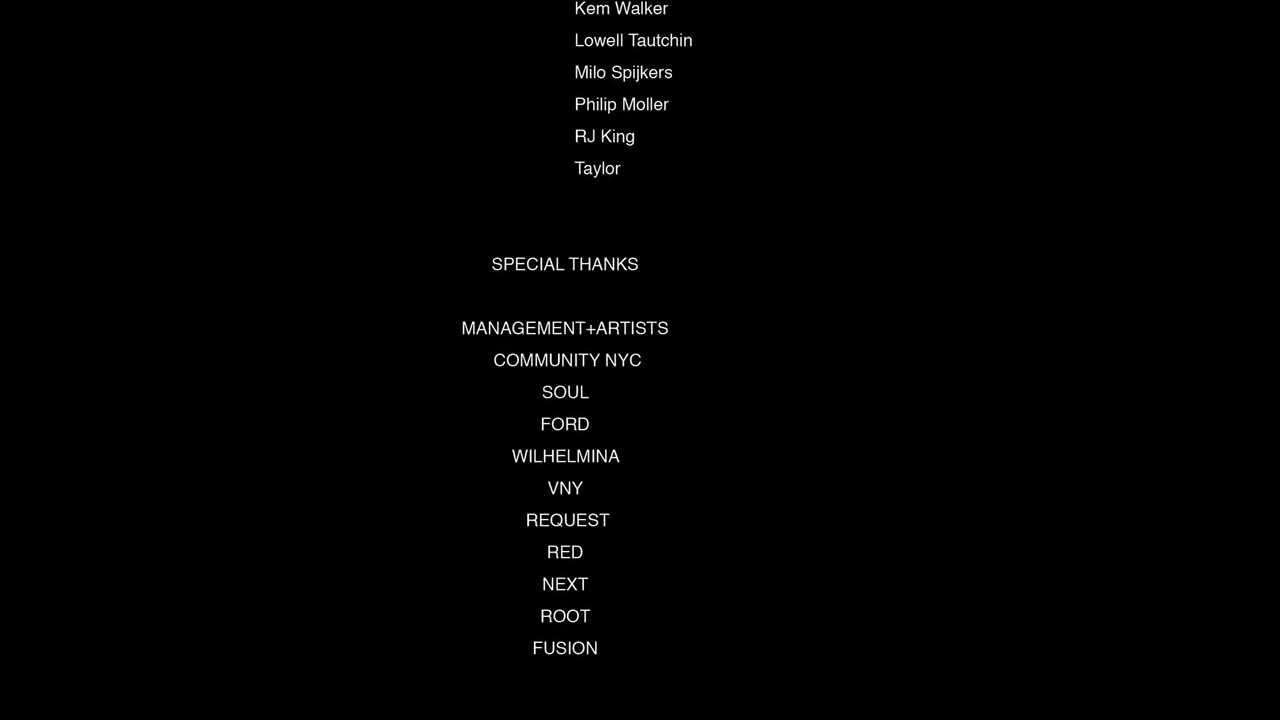 Kem Walker
Lowell Tautchin
Milo Spijkers
Philip Moller
RJ King
Taylor
SPECIAL THANKS
MANAGEMENT+ARTISTS
COMMUNITY NYC
SOUL
FORD
WILHELMINA
VNY
REQUEST
RED
NEXT
ROOT
FUSION